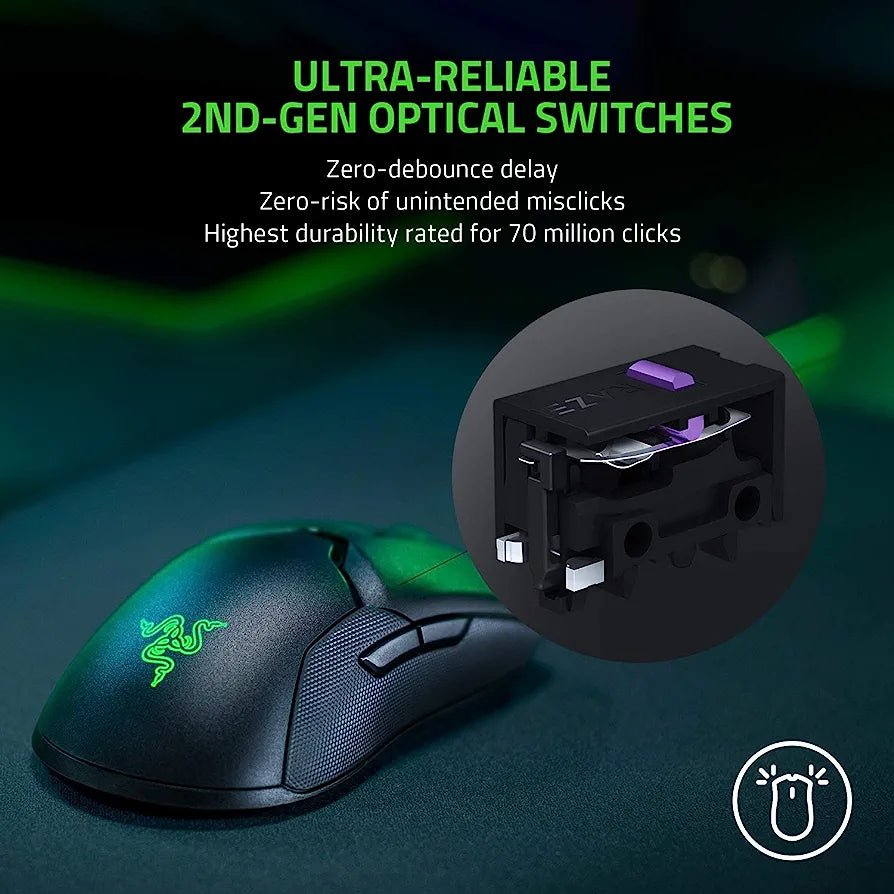 ULTRA-RELIABLE
2ND-GEN OPTICAL SWITCHES
Zero-debounce delay
Zero-risk of unintended misclicks
Highest durability rated for 70 million clicks
RAZER